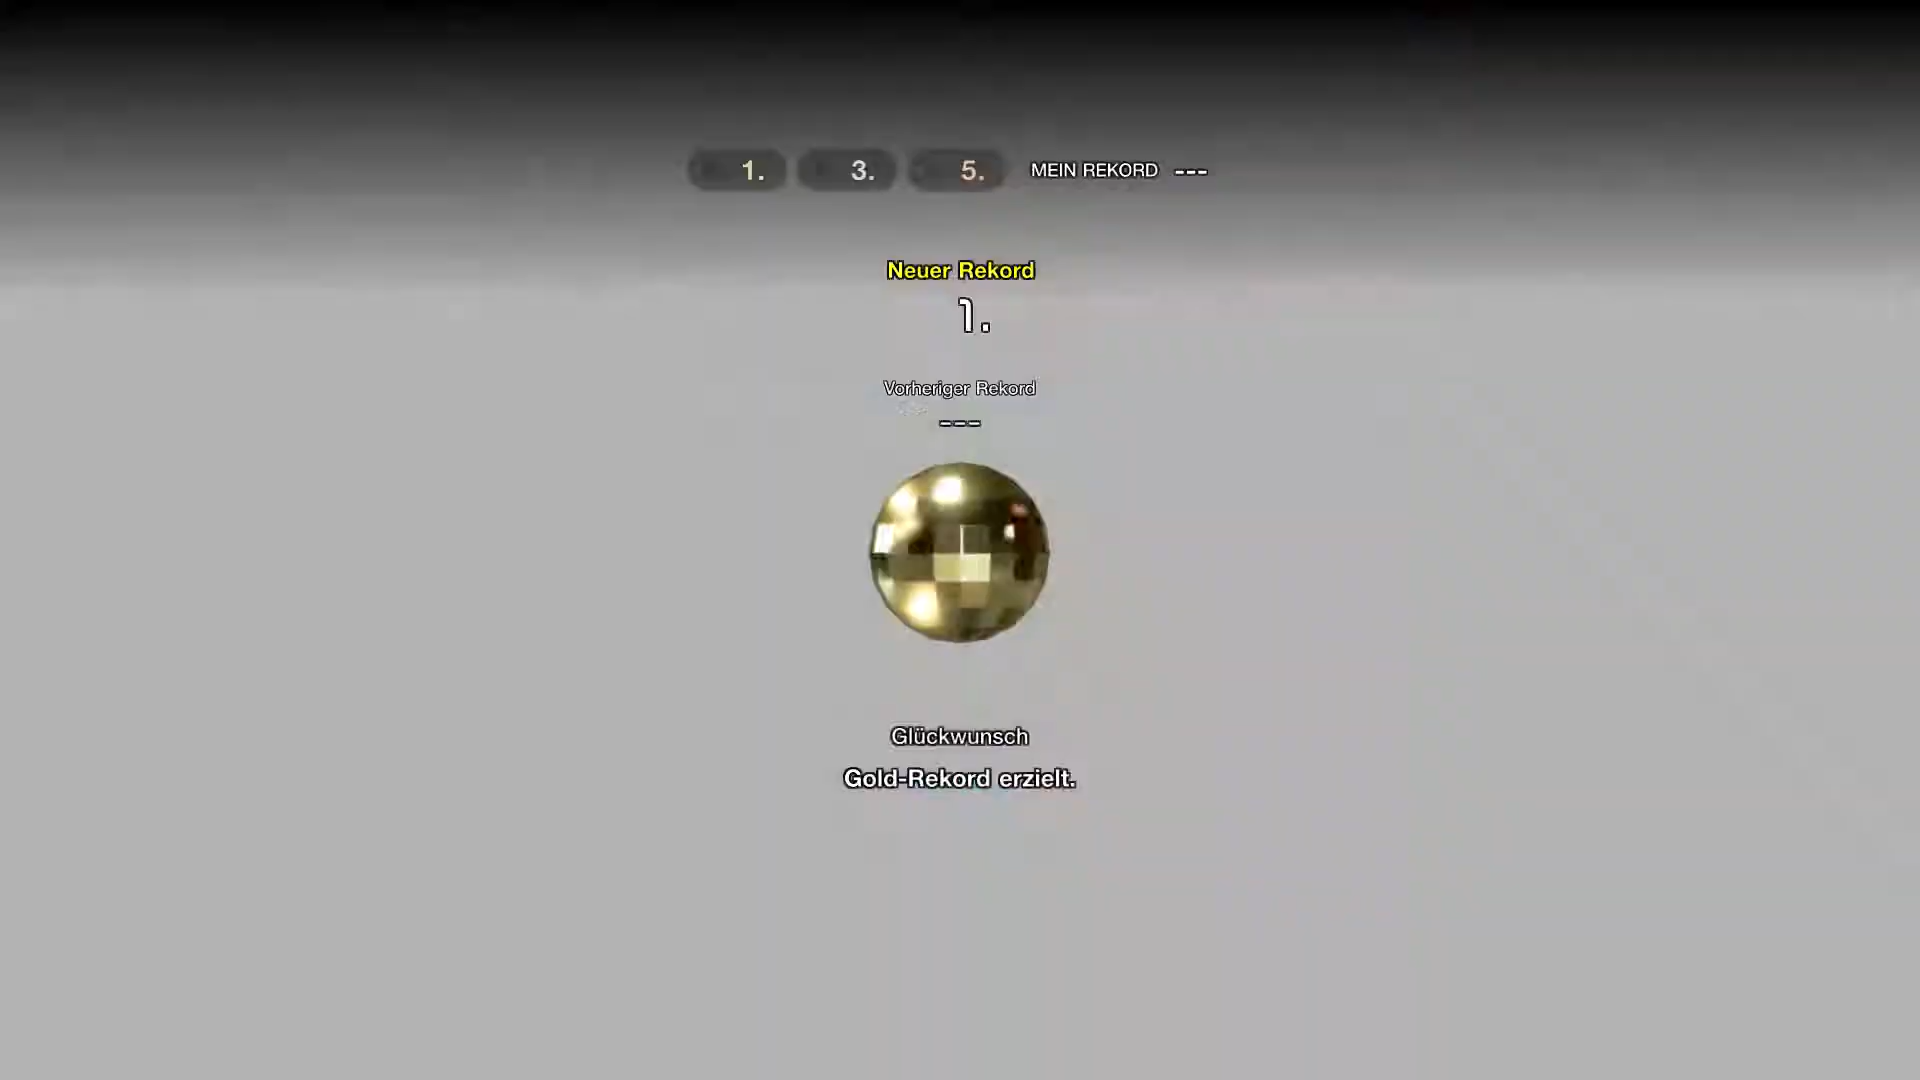 1. 3. 5. MEIN REKORD ---
Neuer Rekord
1.
Vorheriger Rekord
---
Glückwunsch
Gold-Rekord erzielt.